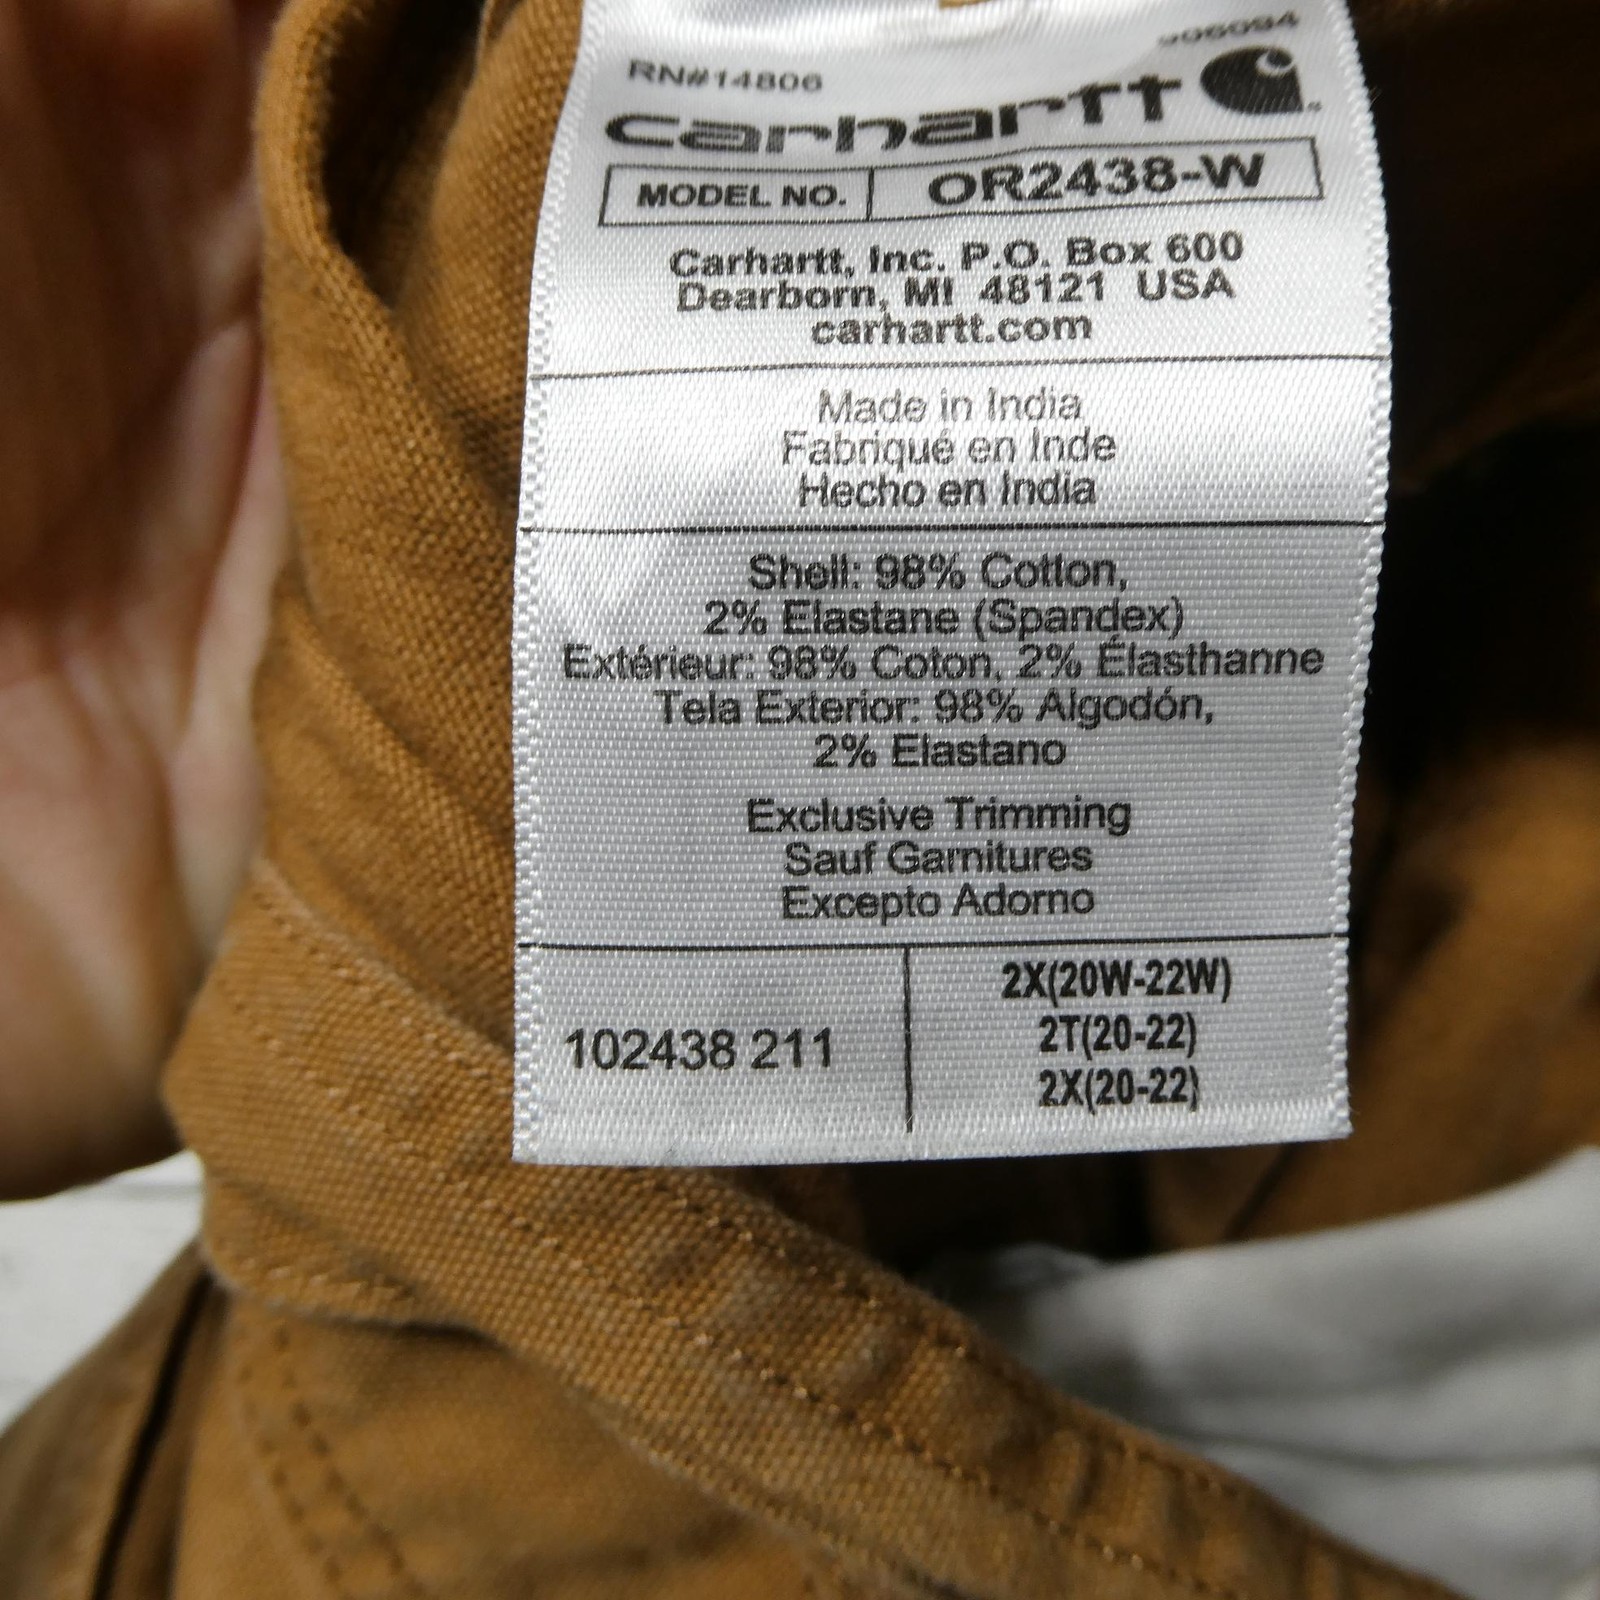 906094
RN#14806
carhartt
MODEL NO. OR2438-W
Carhartt, Inc. P.O. Box 600
Dearborn, MI 48121 USA
carhartt.com
Made in India
Fabriqué en Inde
Hecho en India
Shell: 98% Cotton,
2% Elastane (Spandex)
Extérieur: 98% Coton, 2% Élasthanne
Tela Exterior: 98% Algodón,
2% Elastano
Exclusive Trimming
Sauf Garnitures
Excepto Adorno
102438 211
2X(20W-22W)
2T(20-22)
2X(20-22)